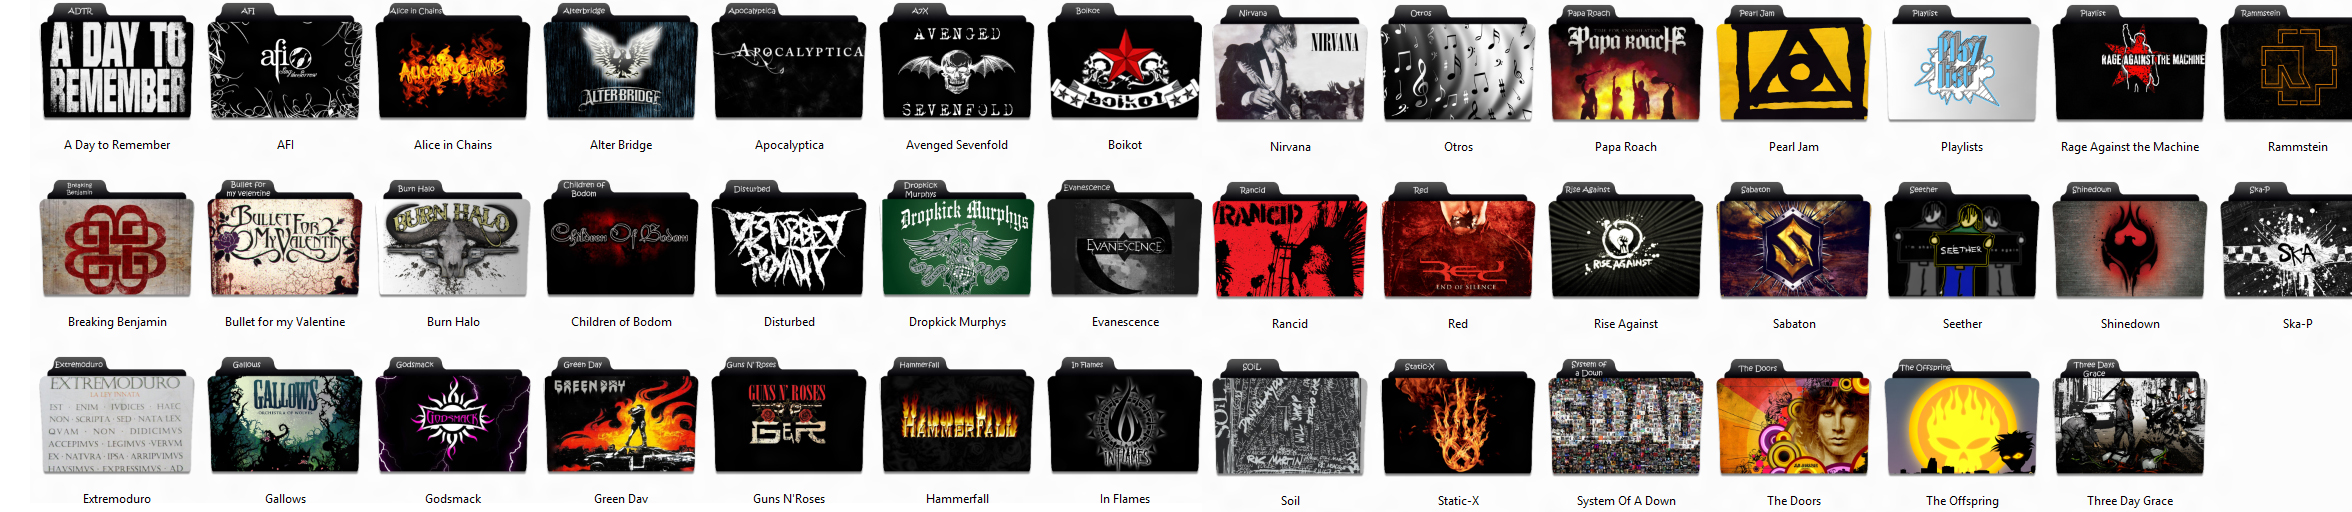 ADTR
AFI
Alice in Chains
Alterbridge
Apocalyptica
A7X
Boikot
Nirvana
Otros
Papa Roach
Pearl Jam
Playlist
Playlist
Rammstein
A DAY TO
REMEMBER
afi
ALICE IN CHAINS
ALTER BRIDGE
APOCALYPTICA
AVENGED
SEVENFOLD
boikot
NIRVANA
Papa Roach
Play
list
RAGE AGAINST THE MACHINE
A Day to Remember
AFI
Alice in Chains
Alter Bridge
Apocalyptica
Avenged Sevenfold
Boikot
Nirvana
Otros
Papa Roach
Pearl Jam
Playlists
Rage Against the Machine
Rammstein
Breaking
Benjamin
Bullet for
my valentine
Burn Halo
Children of
Bodom
Disturbed
Dropkick
Murphys
Evanescence
Rancid
Red
Rise Against
Sabaton
Seether
Shinedown
Ska-P
BULLET FOR
MY VALENTINE
BURN HALO
Children Of Bodom
DISTURBED
ROYALTY
Dropkick Murphys
EVANESCENCE
RANCID
RED
END OF SILENCE
RISE AGAINST
S
SEETHER
SKA
Breaking Benjamin
Bullet for my Valentine
Burn Halo
Children of Bodom
Disturbed
Dropkick Murphys
Evanescence
Rancid
Red
Rise Against
Sabaton
Seether
Shinedown
Ska-P
Extremoduro
Gallows
Godsmack
Green Day
Guns N' Roses
Hammerfall
In Flames
SOIL
Static-X
System of
a Down
The Doors
The Offspring
Three Days
Grace
EXTREMODURO
LA LEY INNATA
EST · ENIM · IVDICES · HAEC
NON · SCRIPTA · SED · NATA LEX
QVAM · NON · DIDICIMVS
ACCEPIMVS · LEGIMVS · VERVM
EX · NATVRA · IPSA · ARRIPVIMVS
HAVSIMVS · EXPRESSIMVS · AD
GALLOWS
ORCHESTRA OF WOLVES
GODSMACK
GREEN DAY
GUNS N' ROSES
G&R
HAMMERFALL
IN FLAMES
SOIL
SOAD
Extremoduro
Gallows
Godsmack
Green Day
Guns N'Roses
Hammerfall
In Flames
Soil
Static-X
System Of A Down
The Doors
The Offspring
Three Day Grace